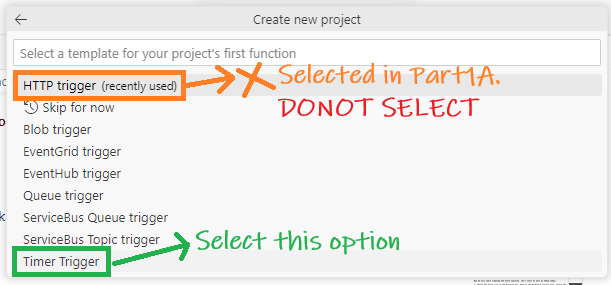 Create new project
Select a template for your project's first function
HTTP trigger (recently used)
Selected in Part1A.
DONOT SELECT
Skip for now
Blob trigger
EventGrid trigger
EventHub trigger
Queue trigger
ServiceBus Queue trigger
ServiceBus Topic trigger
Select this option
Timer Trigger